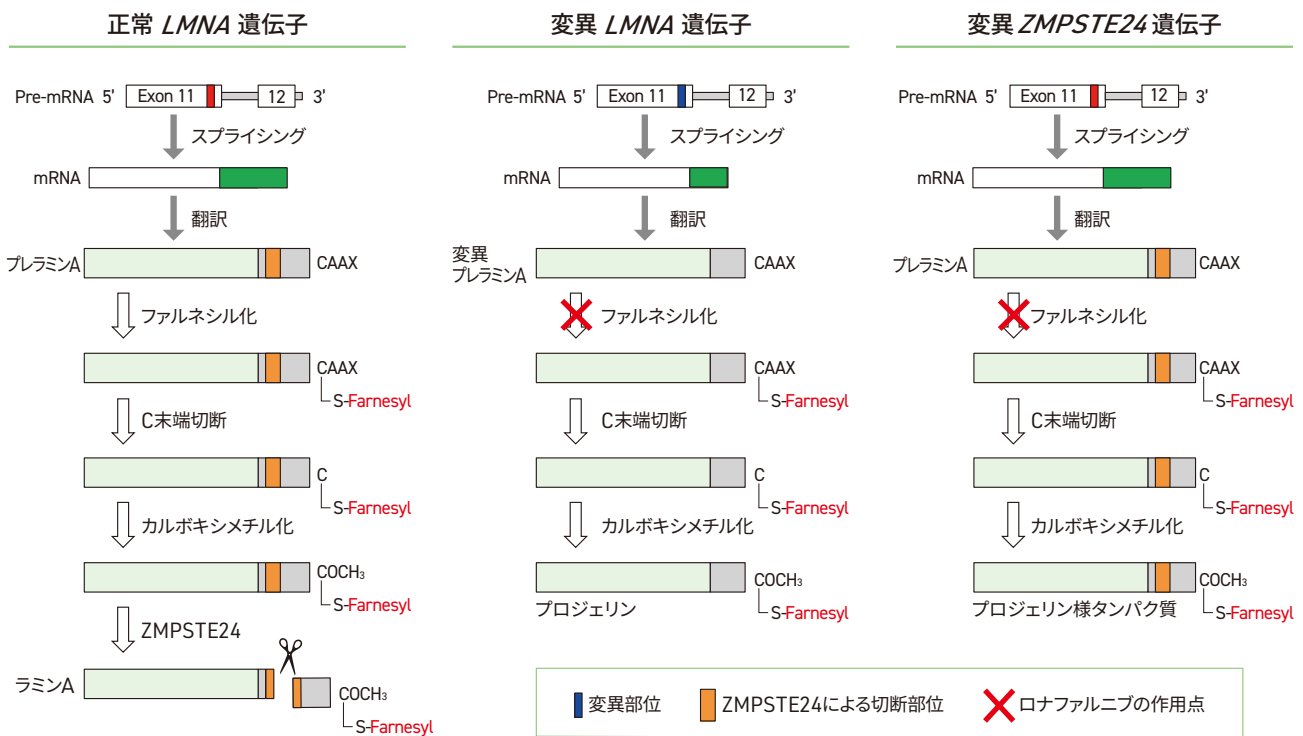 正常 LMNA 遺伝子
Pre-mRNA 5' Exon 11 12 3'
スプライシング
mRNA
翻訳
プレラミンA CAAX
ファルネシル化
CAAX
S-Farnesyl
C末端切断
C
S-Farnesyl
カルボキシメチル化
COCH₃
S-Farnesyl
ZMPSTE24
ラミンA
COCH₃
S-Farnesyl
変異 LMNA 遺伝子
Pre-mRNA 5' Exon 11 12 3'
スプライシング
mRNA
翻訳
変異
プレラミンA CAAX
ファルネシル化
CAAX
S-Farnesyl
C末端切断
C
S-Farnesyl
カルボキシメチル化
COCH₃
プロジェリン S-Farnesyl
変異 ZMPSTE24 遺伝子
Pre-mRNA 5' Exon 11 12 3'
スプライシング
mRNA
翻訳
プレラミンA CAAX
ファルネシル化
CAAX
S-Farnesyl
C末端切断
C
S-Farnesyl
カルボキシメチル化
COCH₃
プロジェリン様タンパク質 S-Farnesyl
変異部位 ZMPSTE24による切断部位 ロナファルニブの作用点